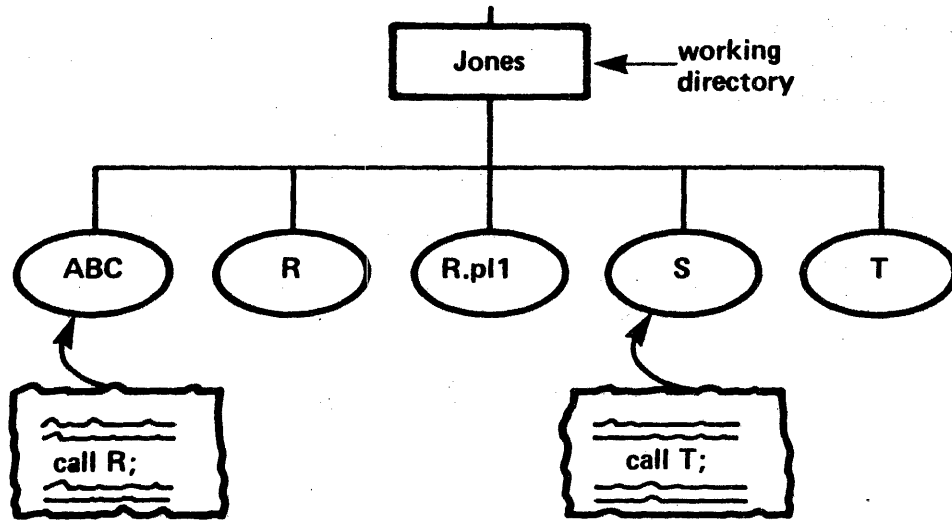 Jones
working
directory
ABC
R
R.pl1
S
T
call R;
call T;